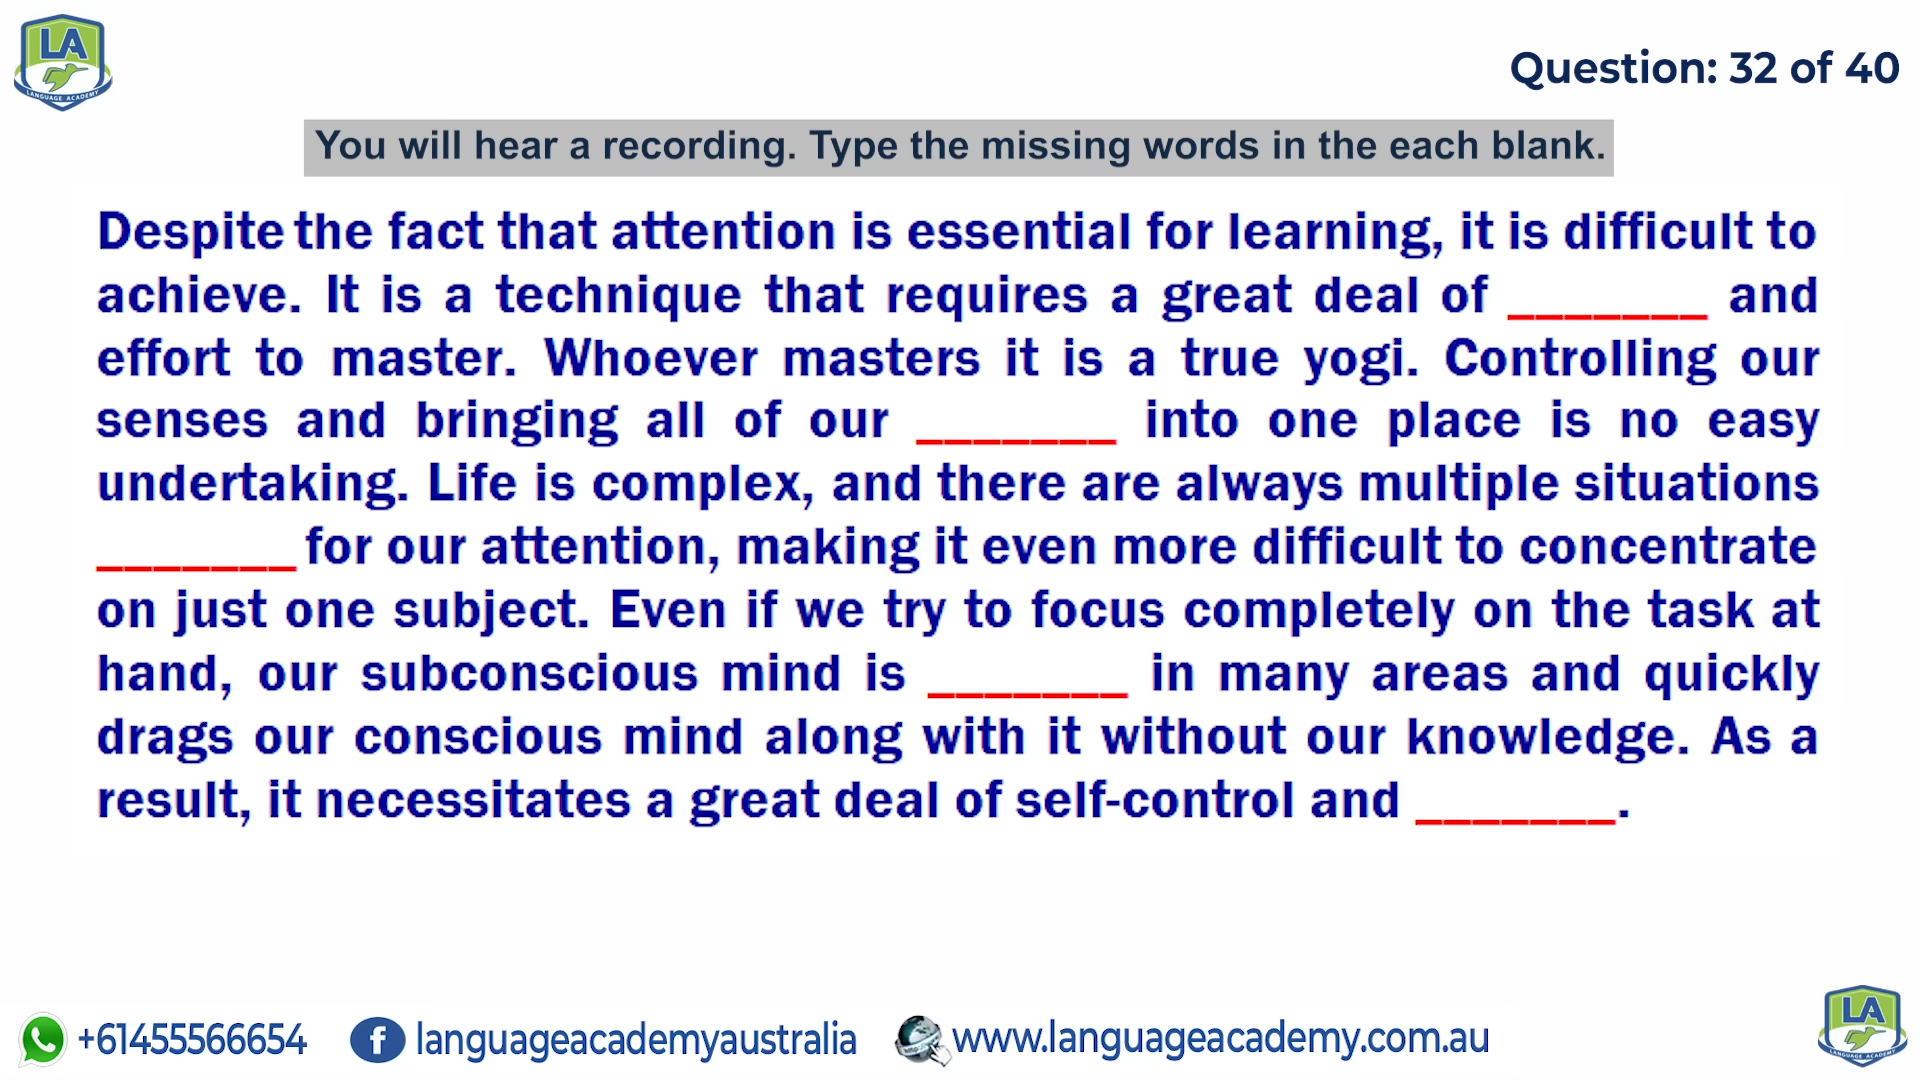 LA
LANGUAGE ACADEMY
Question: 32 of 40
You will hear a recording. Type the missing words in the each blank.
Despite the fact that attention is essential for learning, it is difficult to
achieve. It is a technique that requires a great deal of _______ and
effort to master. Whoever masters it is a true yogi. Controlling our
senses and bringing all of our _______ into one place is no easy
undertaking. Life is complex, and there are always multiple situations
_______ for our attention, making it even more difficult to concentrate
on just one subject. Even if we try to focus completely on the task at
hand, our subconscious mind is _______ in many areas and quickly
drags our conscious mind along with it without our knowledge. As a
result, it necessitates a great deal of self-control and _______.
+61455566654
f languageacademyaustralia
http:// www.languageacademy.com.au
LA
LANGUAGE ACADEMY